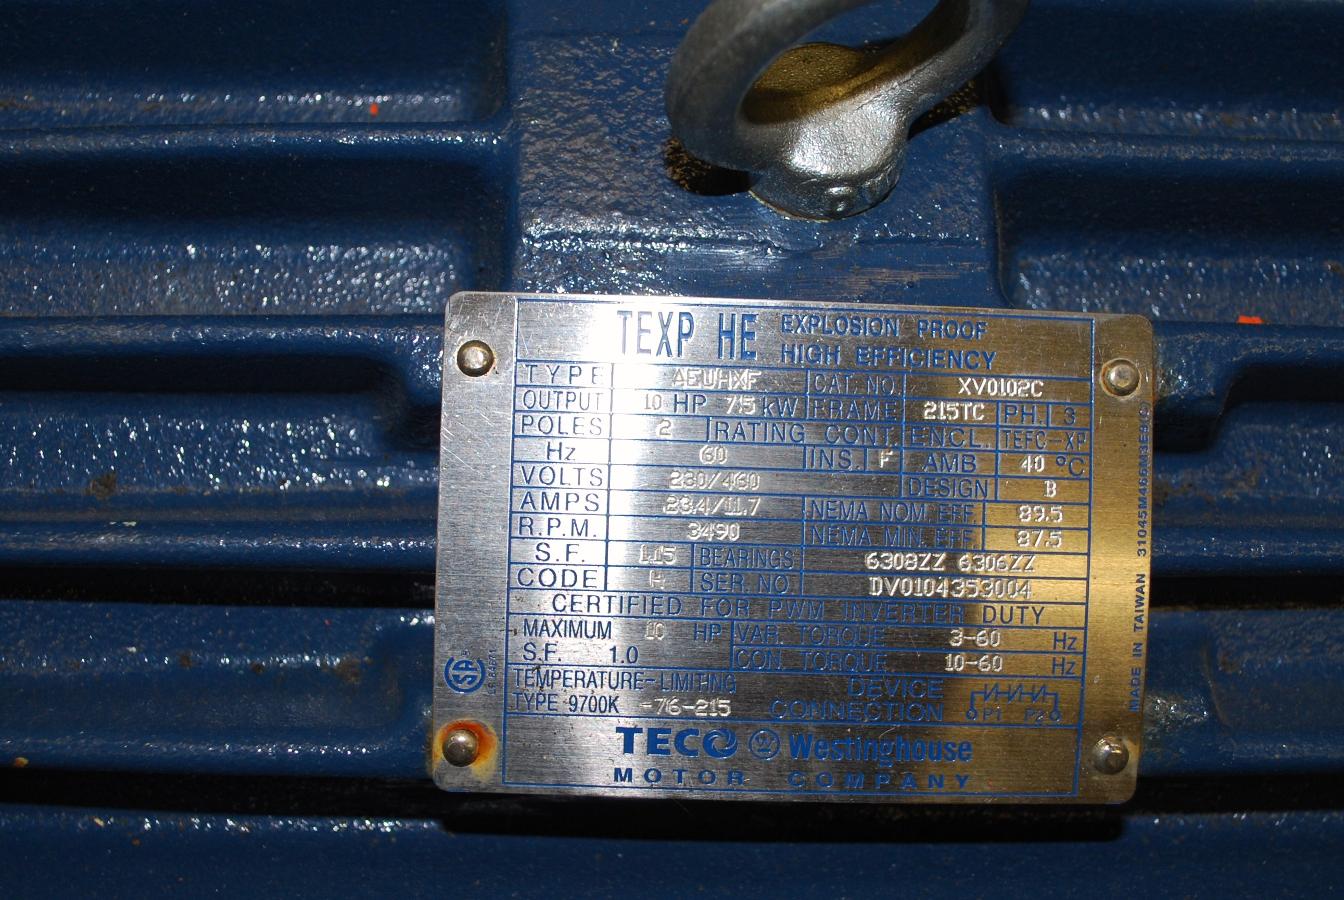 TEXP HE EXPLOSION PROOF
HIGH EFFICIENCY
TYPE AEUHXF CAT. NO. XV0102C
OUTPUT 10 HP 7.5 kW FRAME 215TC PH. 3
POLES 2 RATING CONT. ENCL. TEFC-XP
Hz 60 INS. F AMB 40 °C
VOLTS 230/460 DESIGN B
AMPS 23.4/11.7 NEMA NOM. EFF. 89.5
R.P.M. 3490 NEMA MIN. EFF. 87.5
S.F. 1.15 BEARINGS 6308ZZ 6306ZZ
CODE H SER. NO. DV0104353004
CERTIFIED FOR PWM INVERTER DUTY
MAXIMUM 10 HP VAR. TORQUE 3-60 Hz
S.F. 1.0 CON. TORQUE 10-60 Hz
TEMPERATURE-LIMITING DEVICE
TYPE 9700K -76-215 CONNECTION P1 P2
TECO W Westinghouse
MOTOR COMPANY
MADE IN TAIWAN